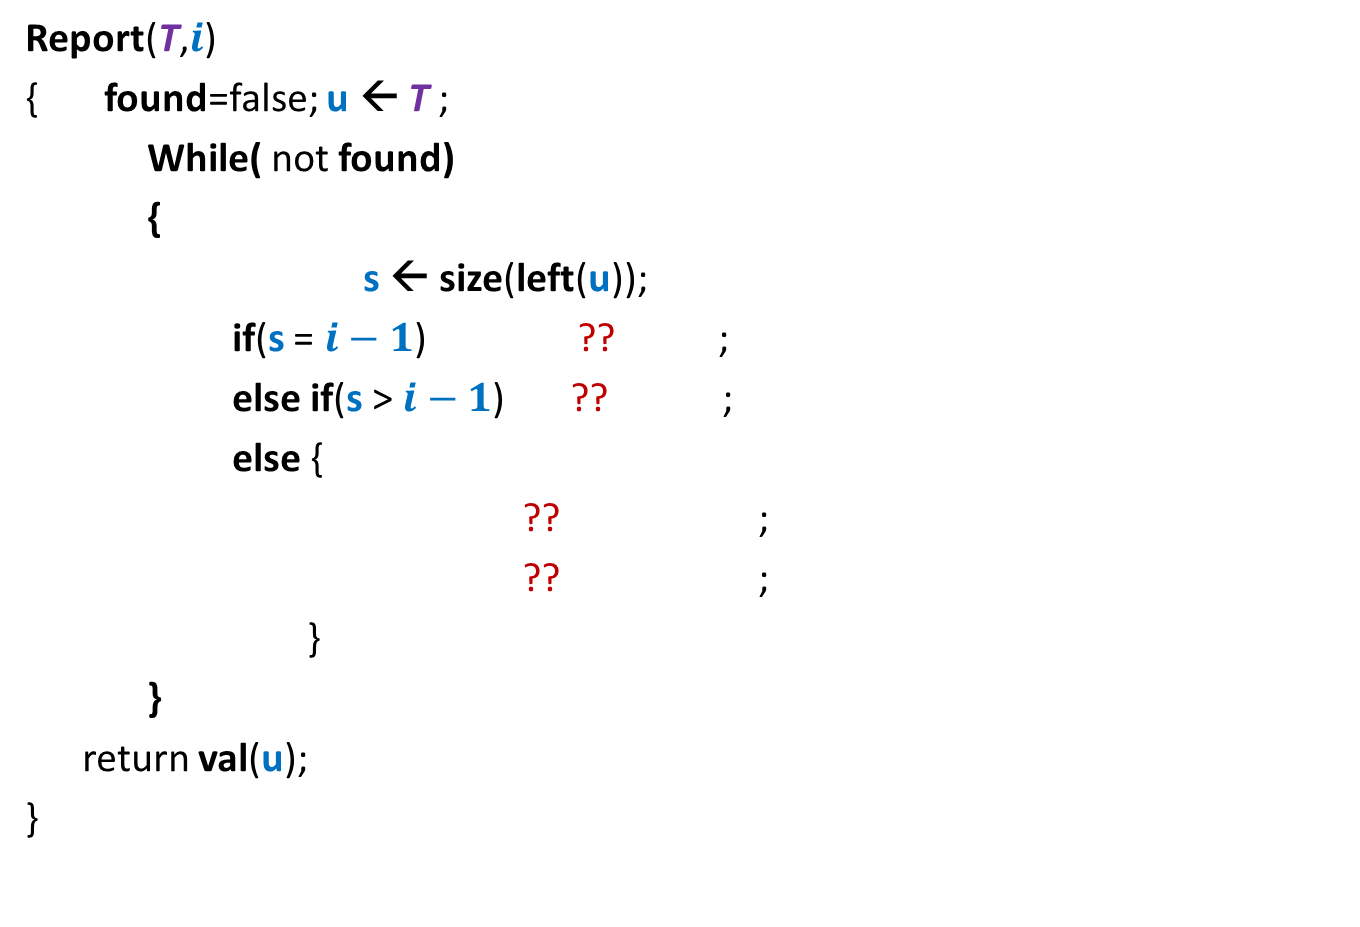 Report(T,i)
{ found=false; u ← T ;
While( not found)
{
s ← size(left(u));
if(s = i − 1) ?? ;
else if(s > i − 1) ?? ;
else {
?? ;
?? ;
}
}
return val(u);
}